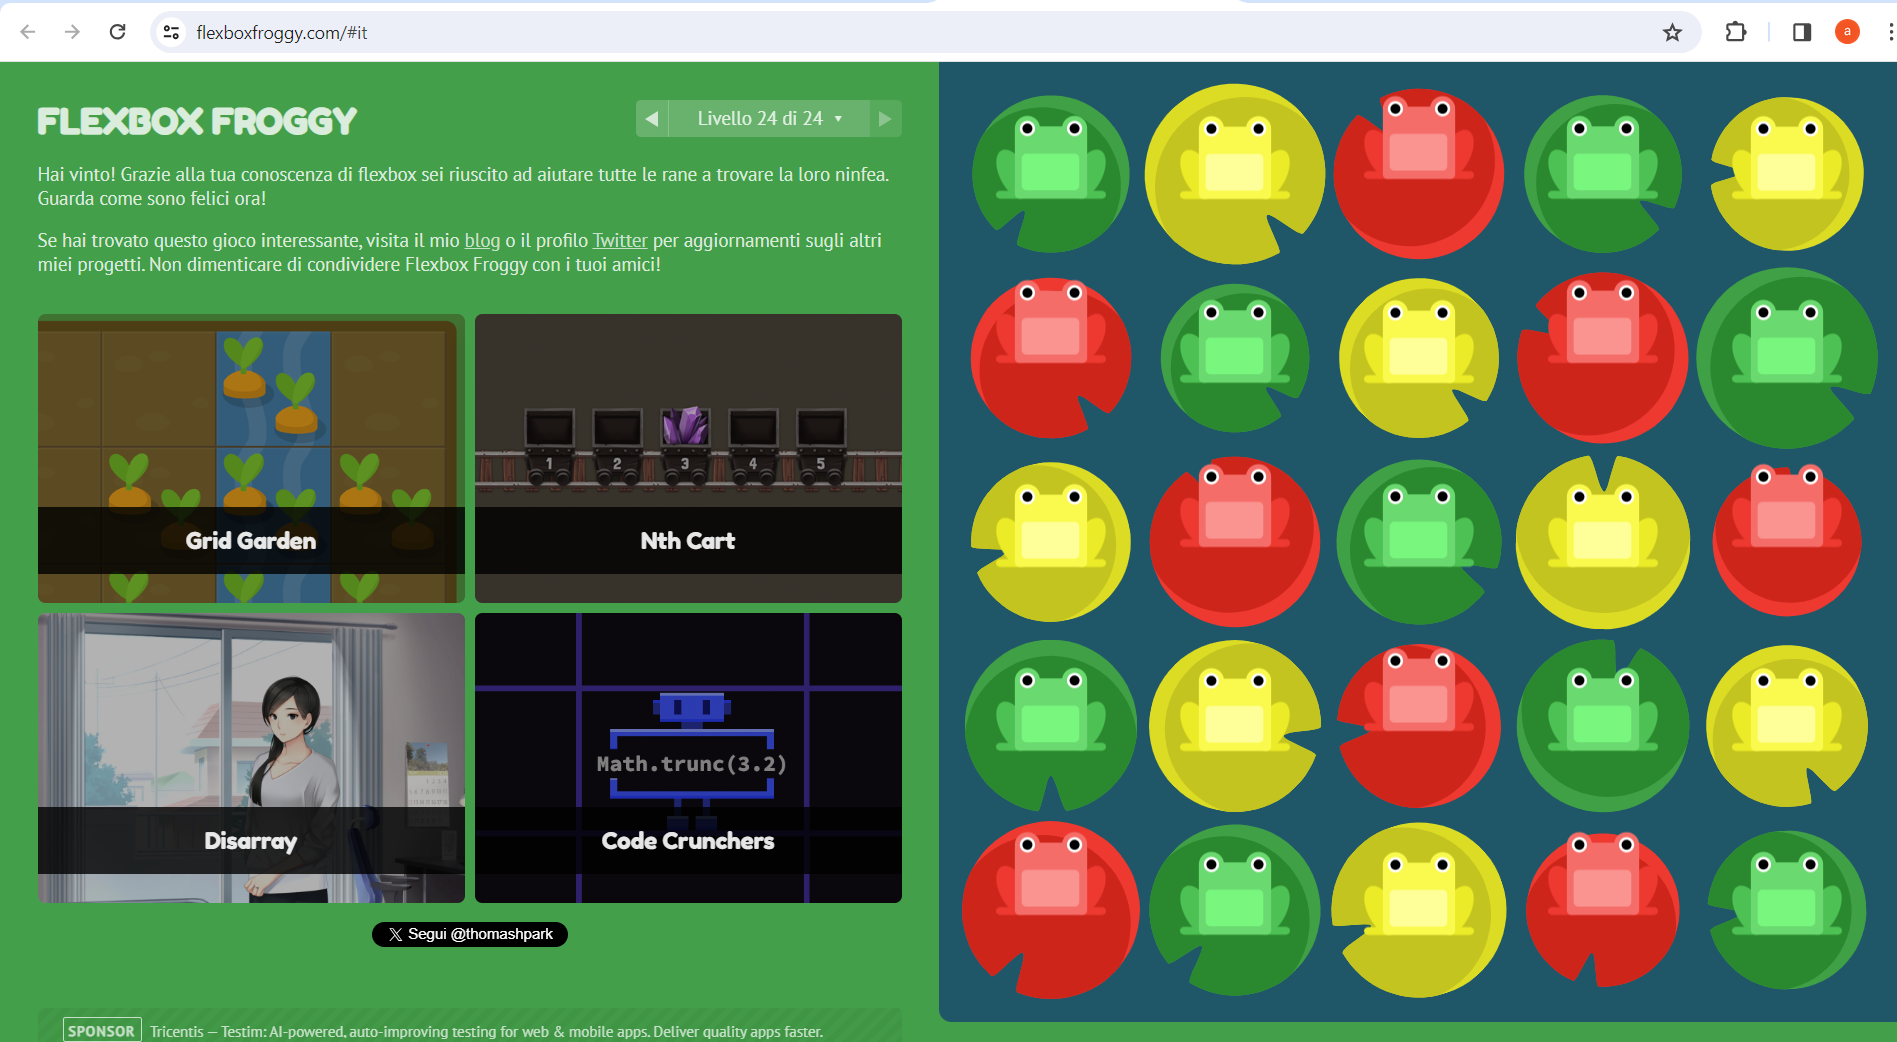 flexboxfroggy.com/#it
a
FLEXBOX FROGGY
Livello 24 di 24
Hai vinto! Grazie alla tua conoscenza di flexbox sei riuscito ad aiutare tutte le rane a trovare la loro ninfea.
Guarda come sono felici ora!
Se hai trovato questo gioco interessante, visita il mio blog o il profilo Twitter per aggiornamenti sugli altri
miei progetti. Non dimenticare di condividere Flexbox Froggy con i tuoi amici!
Grid Garden
1 2 3 4 5
Nth Cart
Disarray
Math.trunc(3.2)
Code Crunchers
Segui @thomashpark
SPONSOR Tricentis — Testim: AI-powered, auto-improving testing for web & mobile apps. Deliver quality apps faster.